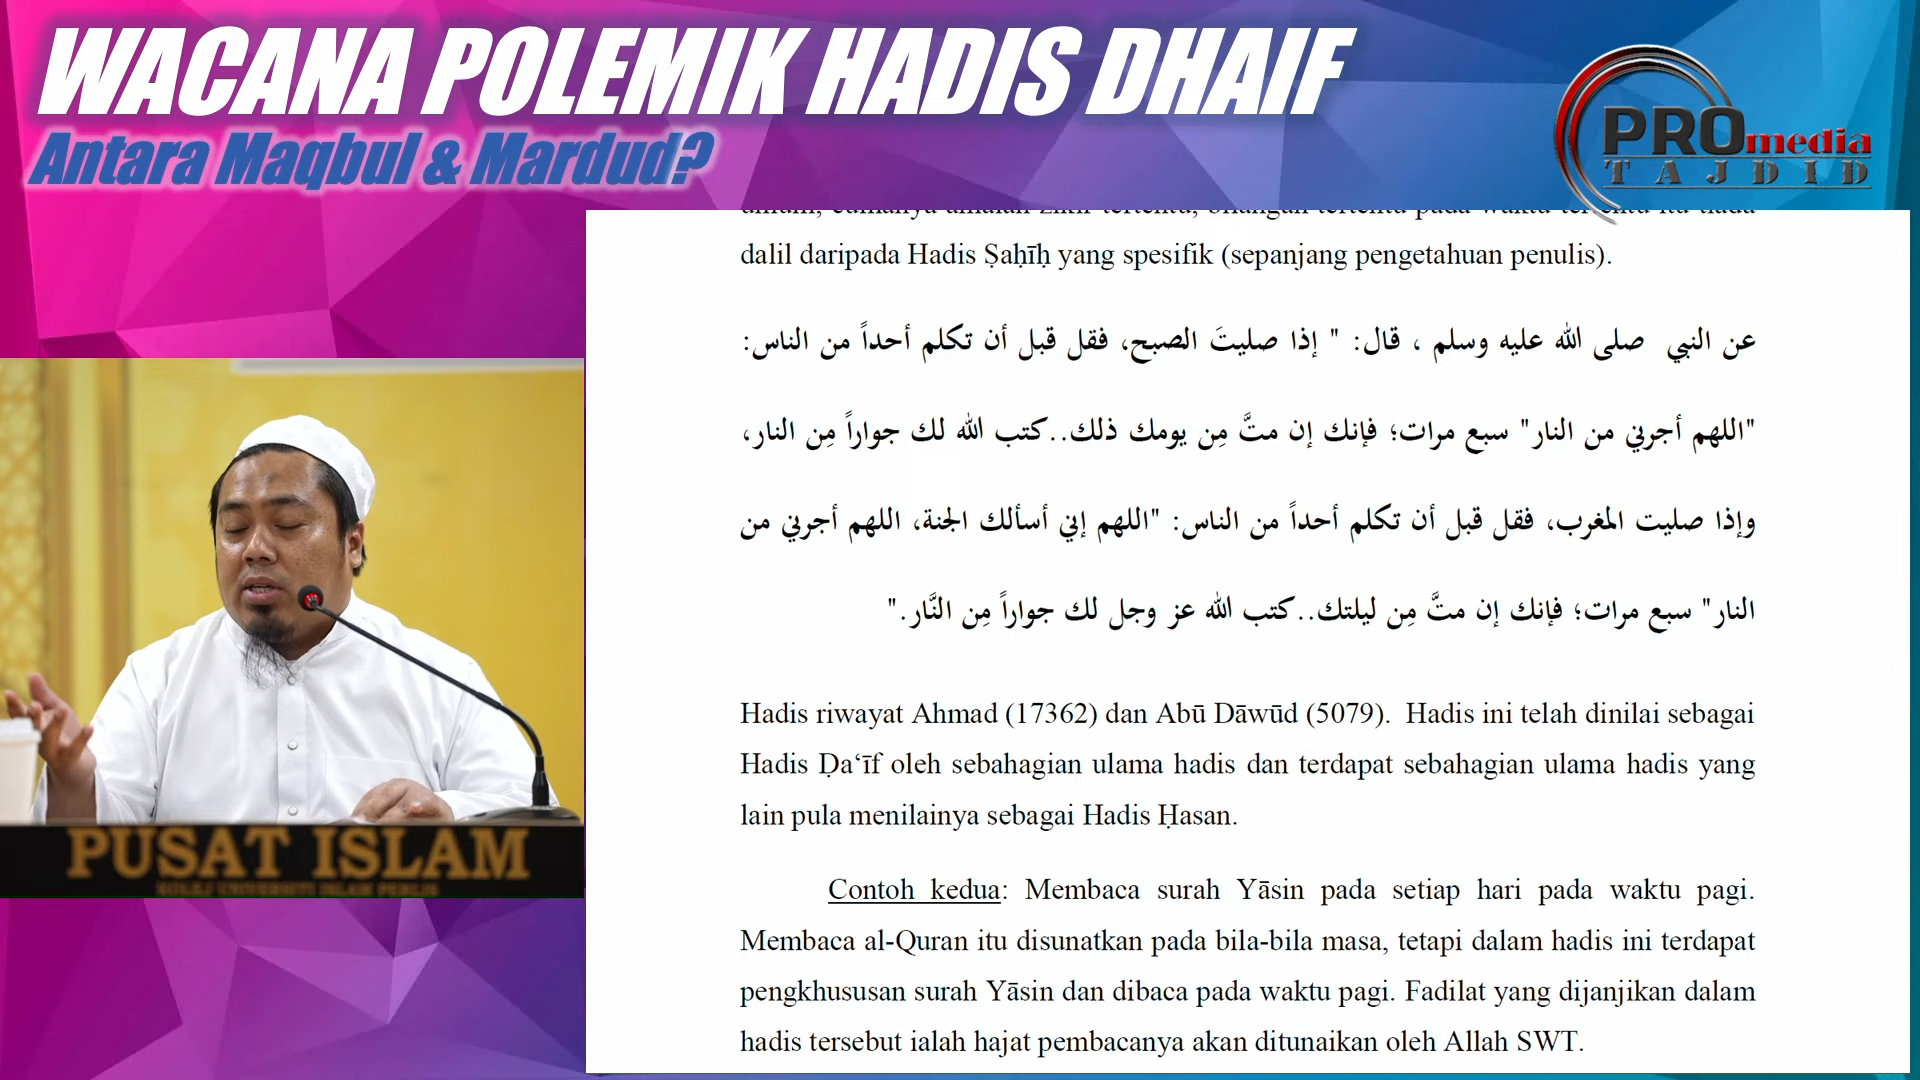 WACANA POLEMIK HADIS DHAIF
Antara Maqbul & Mardud?
PROmedia
TAJDID
dalil daripada Hadis Ṣaḥīḥ yang spesifik (sepanjang pengetahuan penulis).
عن النبي صلى الله عليه وسلم ، قال: " إذا صليتَ الصبح، فقل قبل أن تكلم أحداً من الناس:
"اللهم أجرني من النار" سبع مرات؛ فإنك إن متَّ مِن يومك ذلك..كتب الله لك جواراً مِن النار،
وإذا صليت المغرب، فقل قبل أن تكلم أحداً من الناس: "اللهم إني أسألك الجنة، اللهم أجرني من
النار" سبع مرات؛ فإنك إن متَّ مِن ليلتك..كتب الله عز وجل لك جواراً مِن النَّار."
Hadis riwayat Ahmad (17362) dan Abū Dāwūd (5079). Hadis ini telah dinilai sebagai
Hadis Ḍa‘īf oleh sebahagian ulama hadis dan terdapat sebahagian ulama hadis yang
lain pula menilainya sebagai Hadis Ḥasan.
Contoh kedua: Membaca surah Yāsin pada setiap hari pada waktu pagi.
Membaca al-Quran itu disunatkan pada bila-bila masa, tetapi dalam hadis ini terdapat
pengkhususan surah Yāsin dan dibaca pada waktu pagi. Fadilat yang dijanjikan dalam
hadis tersebut ialah hajat pembacanya akan ditunaikan oleh Allah SWT.
PUSAT ISLAM
KOLEJ UNIVERSITI ISLAM PERLIS